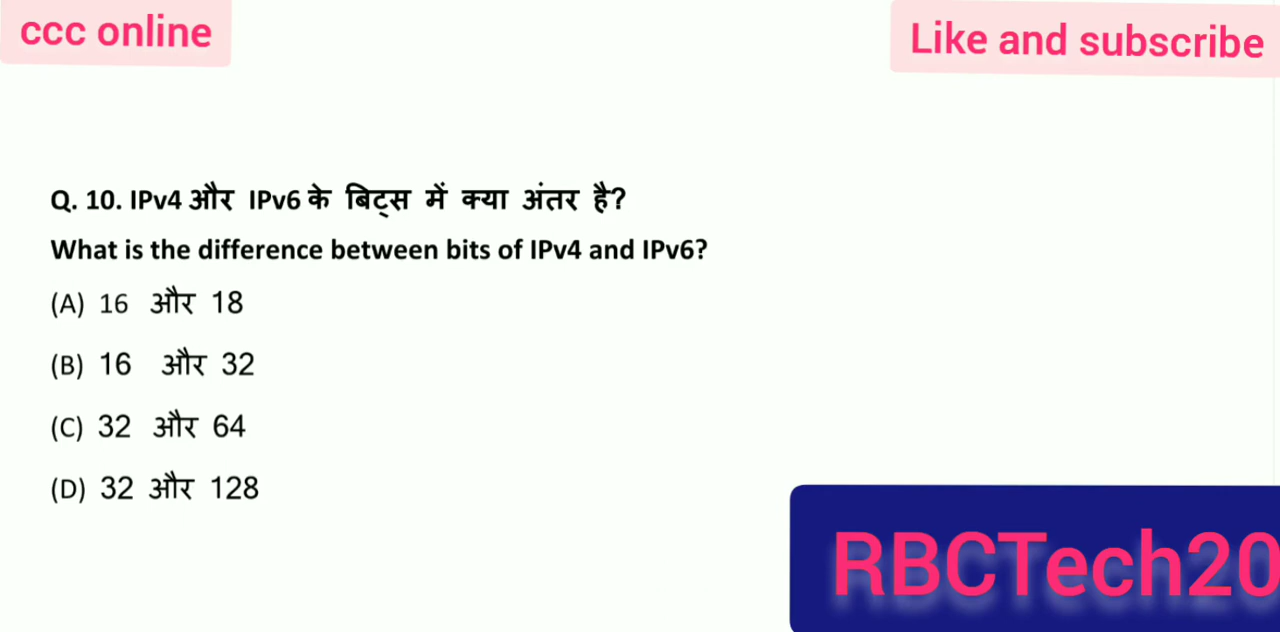 ccc online
Like and subscribe
Q. 10. IPv4 और IPv6 के बिट्स में क्या अंतर है?
What is the difference between bits of IPv4 and IPv6?
(A) 16 और 18
(B) 16 और 32
(C) 32 और 64
(D) 32 और 128
RBCTech20